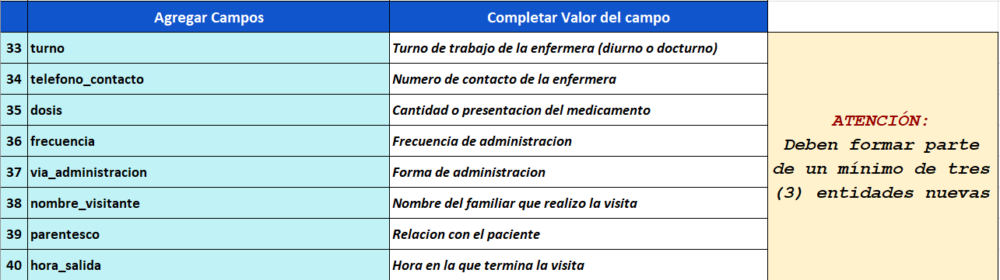 Agregar Campos Completar Valor del campo
33 turno Turno de trabajo de la enfermera (diurno o docturno)
34 telefono_contacto Numero de contacto de la enfermera
35 dosis Cantidad o presentacion del medicamento
36 frecuencia Frecuencia de administracion
37 via_administracion Forma de administracion
38 nombre_visitante Nombre del familiar que realizo la visita
39 parentesco Relacion con el paciente
40 hora_salida Hora en la que termina la visita
ATENCIÓN:
Deben formar parte
de un mínimo de tres
(3) entidades nuevas